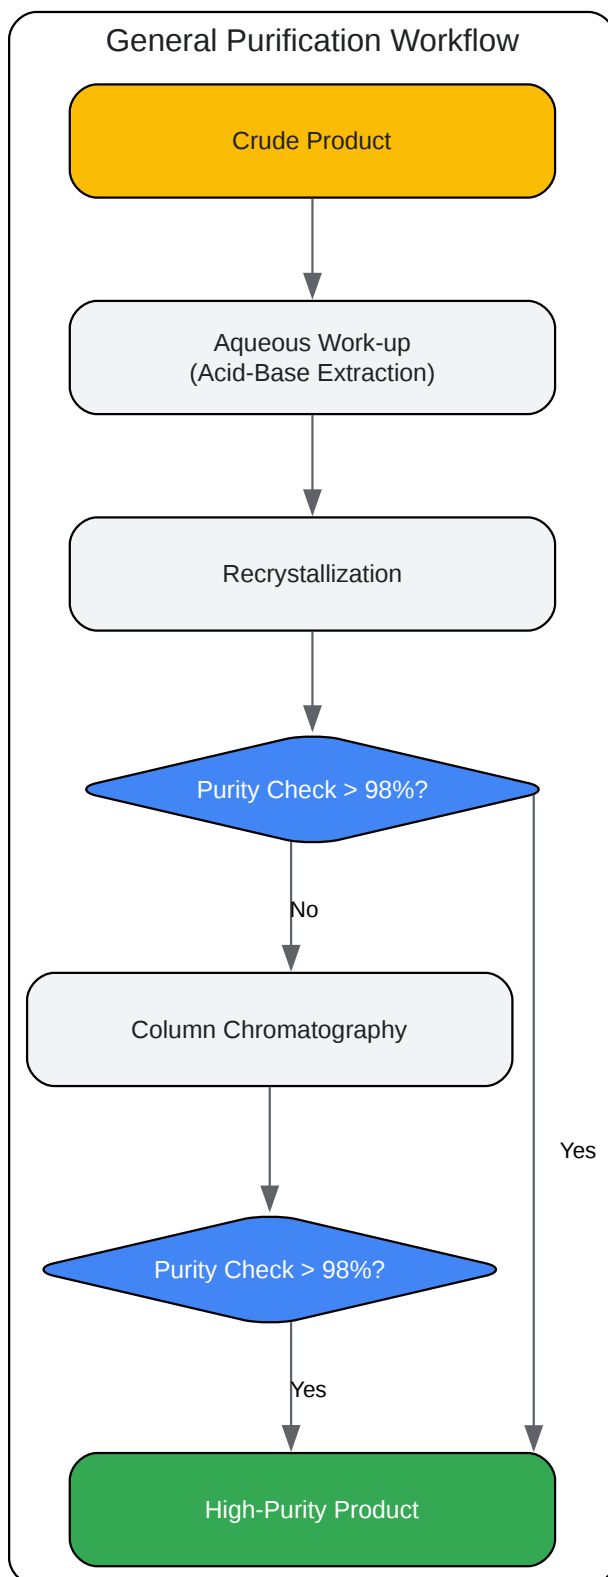 General Purification Workflow
Crude Product
Aqueous Work-up
(Acid-Base Extraction)
Recrystallization
Purity Check > 98%?
No
Column Chromatography
Yes
Purity Check > 98%?
Yes
High-Purity Product